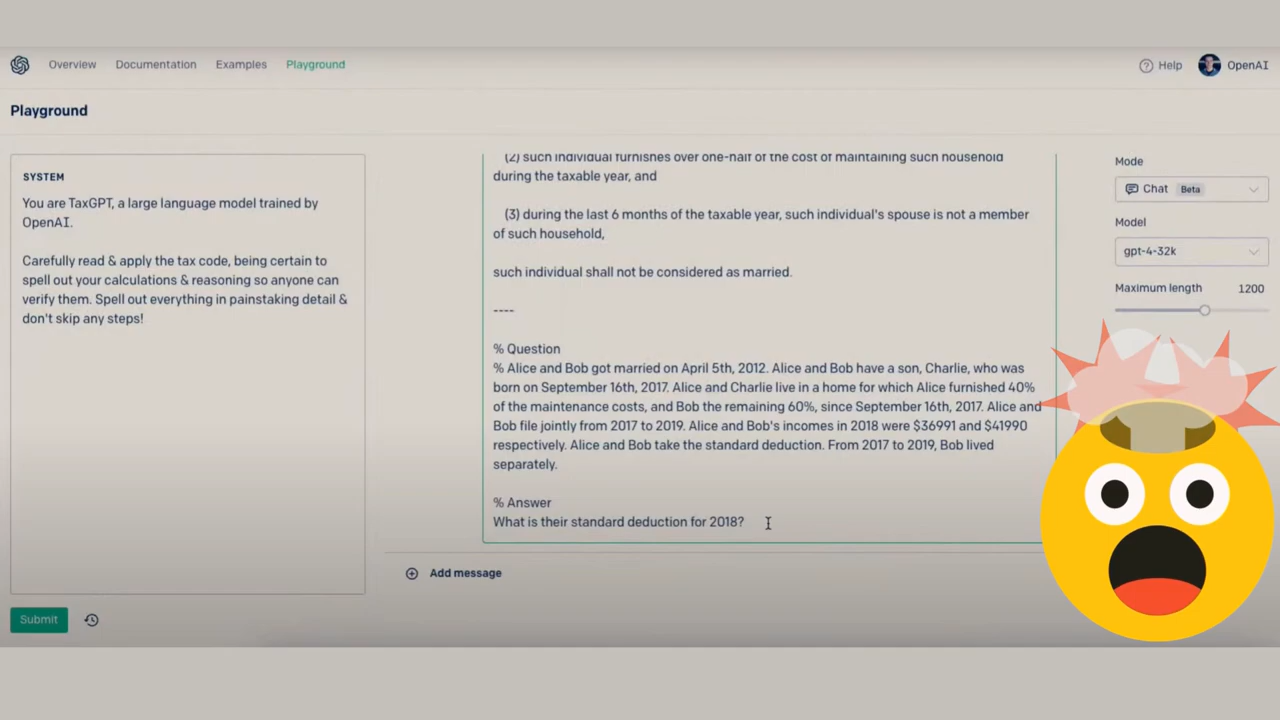 Overview Documentation Examples Playground
Help OpenAI
Playground
SYSTEM
You are TaxGPT, a large language model trained by
OpenAI.
Carefully read & apply the tax code, being certain to
spell out your calculations & reasoning so anyone can
verify them. Spell out everything in painstaking detail &
don't skip any steps!
Submit
(2) such individual furnishes over one-half of the cost of maintaining such household
during the taxable year, and
(3) during the last 6 months of the taxable year, such individual's spouse is not a member
of such household,
such individual shall not be considered as married.
----
% Question
% Alice and Bob got married on April 5th, 2012. Alice and Bob have a son, Charlie, who was
born on September 16th, 2017. Alice and Charlie live in a home for which Alice furnished 40%
of the maintenance costs, and Bob the remaining 60%, since September 16th, 2017. Alice and
Bob file jointly from 2017 to 2019. Alice and Bob's incomes in 2018 were $36991 and $41990
respectively. Alice and Bob take the standard deduction. From 2017 to 2019, Bob lived
separately.
% Answer
What is their standard deduction for 2018?
Add message
Mode
Chat Beta
Model
gpt-4-32k
Maximum length 1200